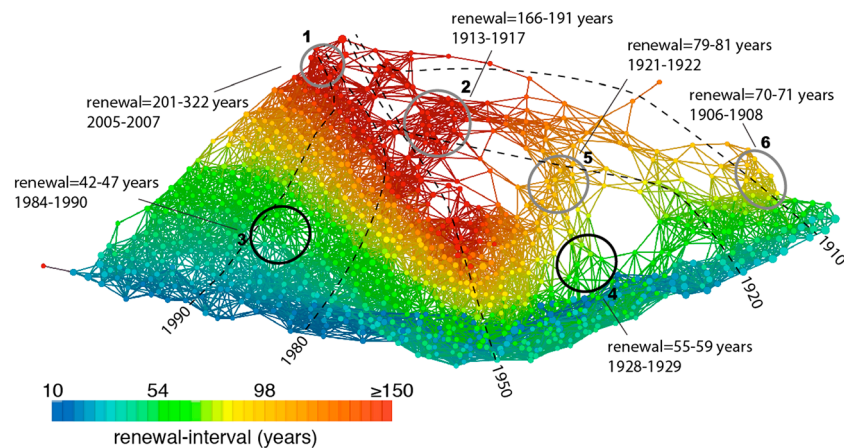 1
renewal=166-191 years
1913-1917
renewal=79-81 years
1921-1922
2
renewal=70-71 years
1906-1908
renewal=201-322 years
2005-2007
5
6
renewal=42-47 years
1984-1990
3
4
1910
1920
1990
1980
1950
renewal=55-59 years
1928-1929
10 54 98 ≥150
renewal-interval (years)